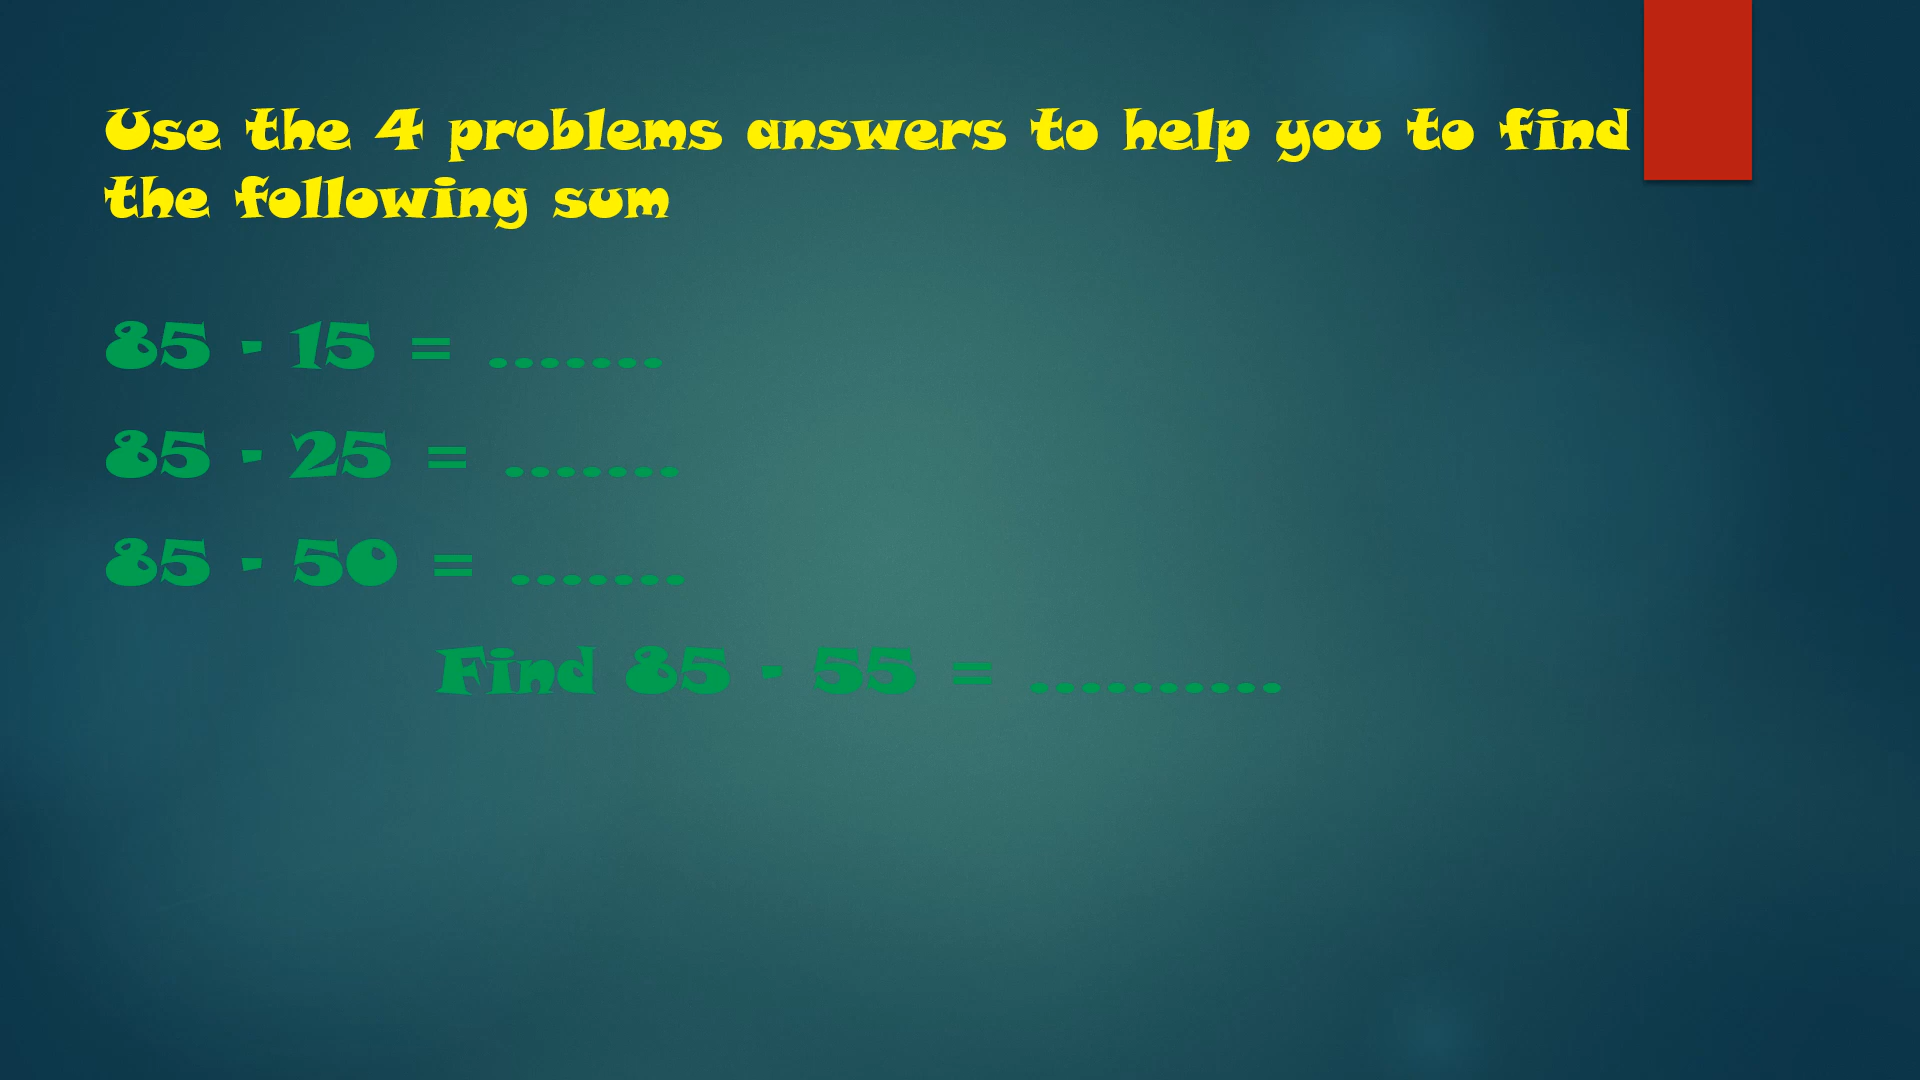 Use the 4 problems answers to help you to find
the following sum
85 - 15 = .......
85 - 25 = .......
85 - 50 = .......
Find 85 - 55 = ..........